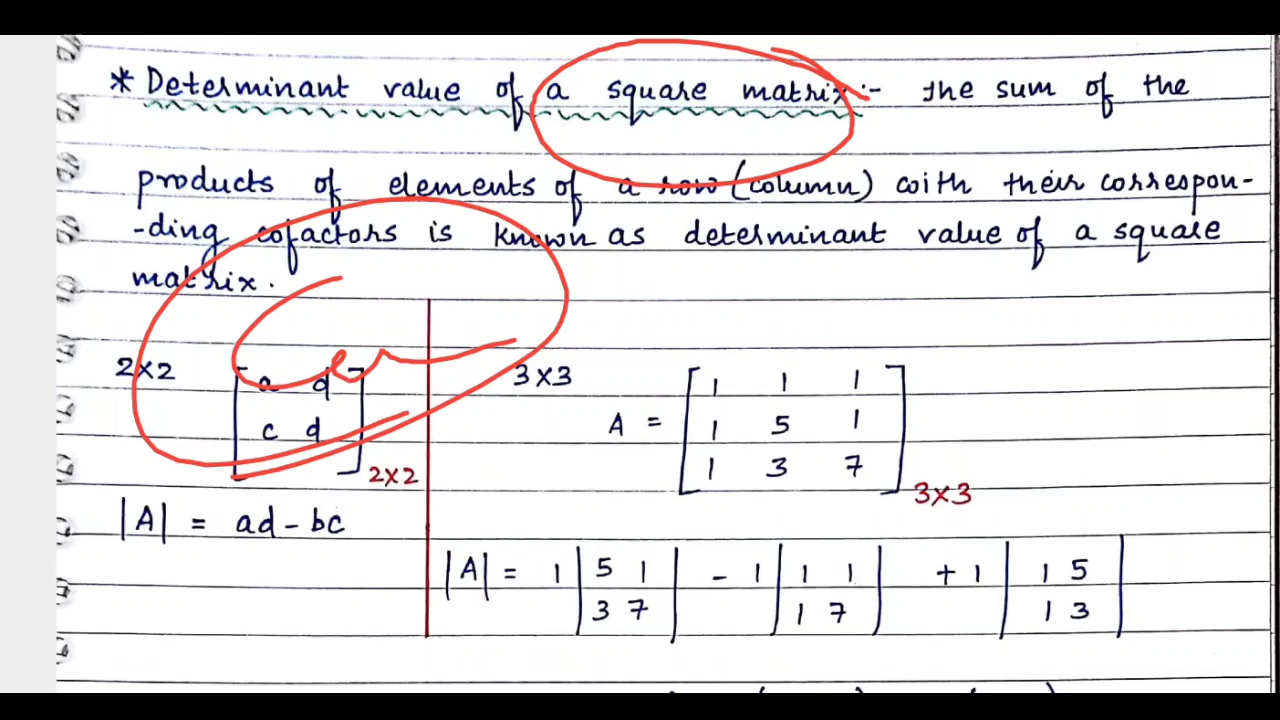 * Determinant value of a square matrix :- The sum of the
products of elements of a row (column) with their correspon-
-ding cofactors is known as determinant value of a square
matrix.
2×2
a d
c d
2×2
|A| = ad - bc
3×3
A =
1 1 1
1 5 1
1 3 7
3×3
|A| = 1 | 5 1 | - 1 | 1 1 | + 1 | 1 5 |
| 3 7 | | 1 7 | | 1 3 |